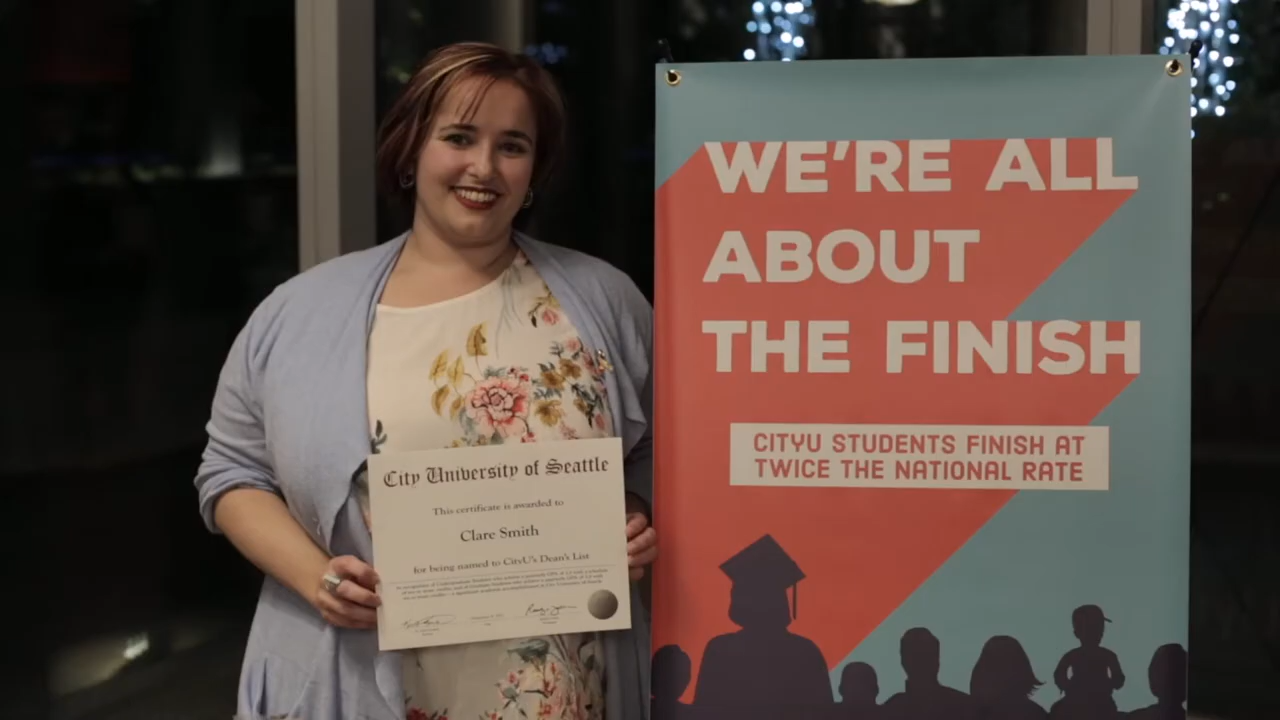 WE'RE ALL
ABOUT
THE FINISH
CITYU STUDENTS FINISH AT
TWICE THE NATIONAL RATE
City University of Seattle
This certificate is awarded to
Clare Smith
for being named to CityU's Dean's List